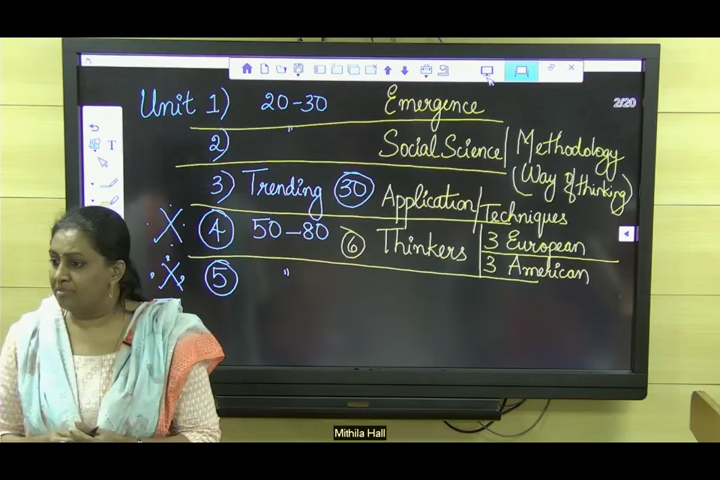 2/20
Unit 1) 20-30 Emergence
2) " Social Science Methodology
(Way of thinking)
3) Trending 30 Application/Techniques
X 4 50-80 6 Thinkers 3 European
X 5 " 3 American
T
Mithila Hall